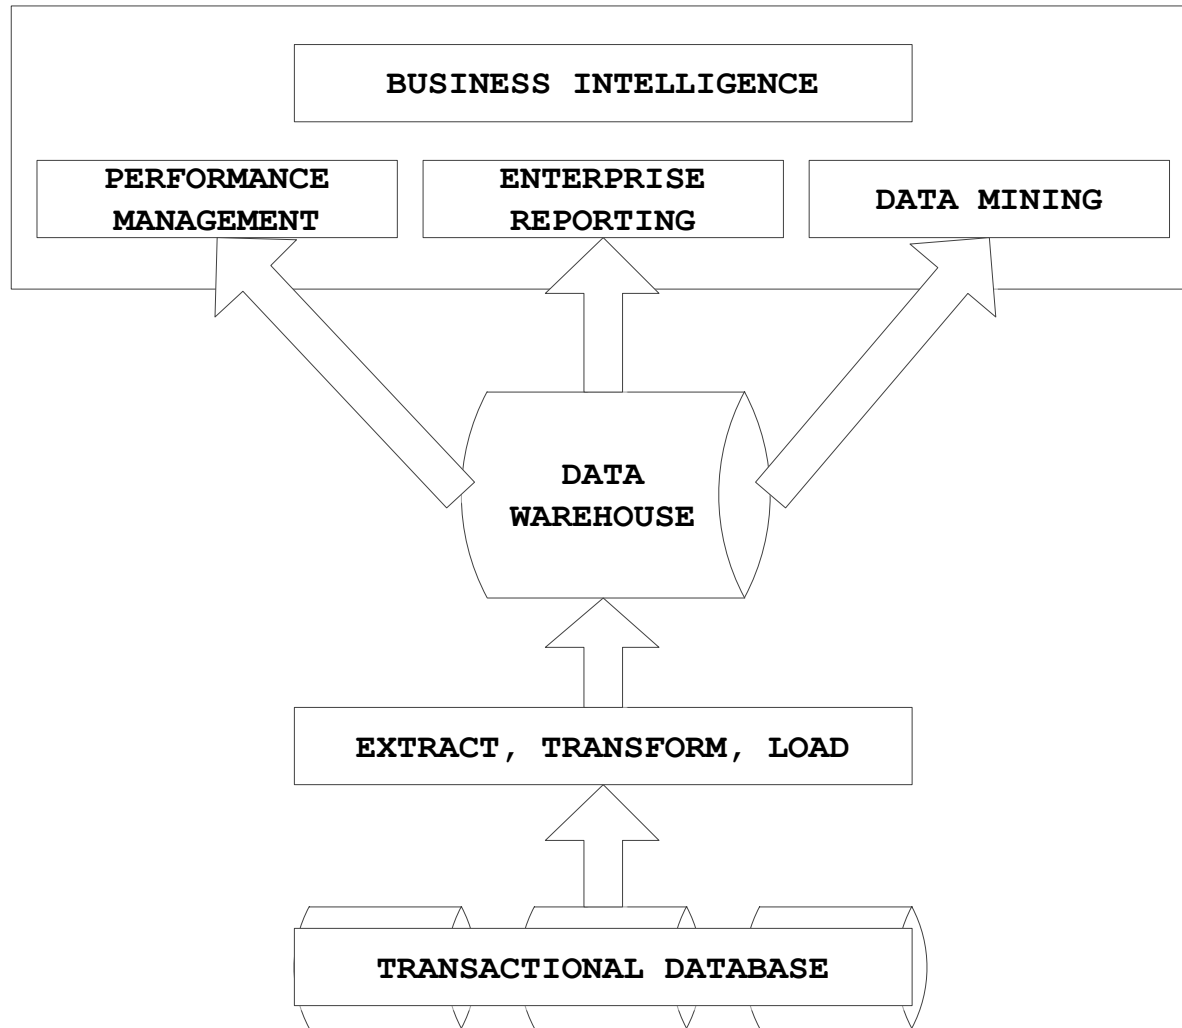 BUSINESS INTELLIGENCE
PERFORMANCE
MANAGEMENT
ENTERPRISE
REPORTING
DATA MINING
DATA
WAREHOUSE
EXTRACT, TRANSFORM, LOAD
TRANSACTIONAL DATABASE